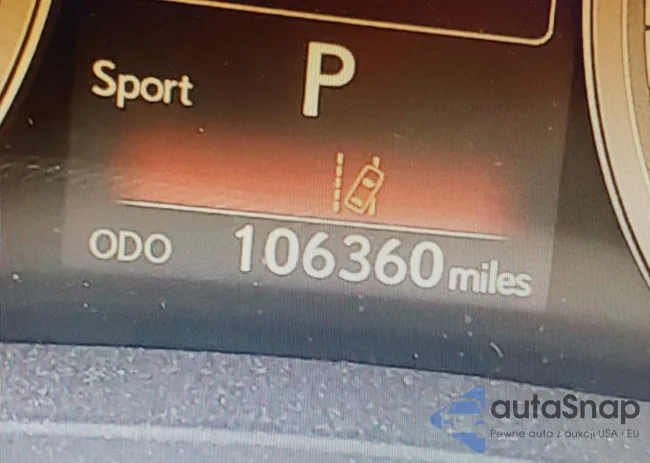 P
Sport
ODO 106360 miles
autaSnap
Pewne auta z aukcji USA i EU